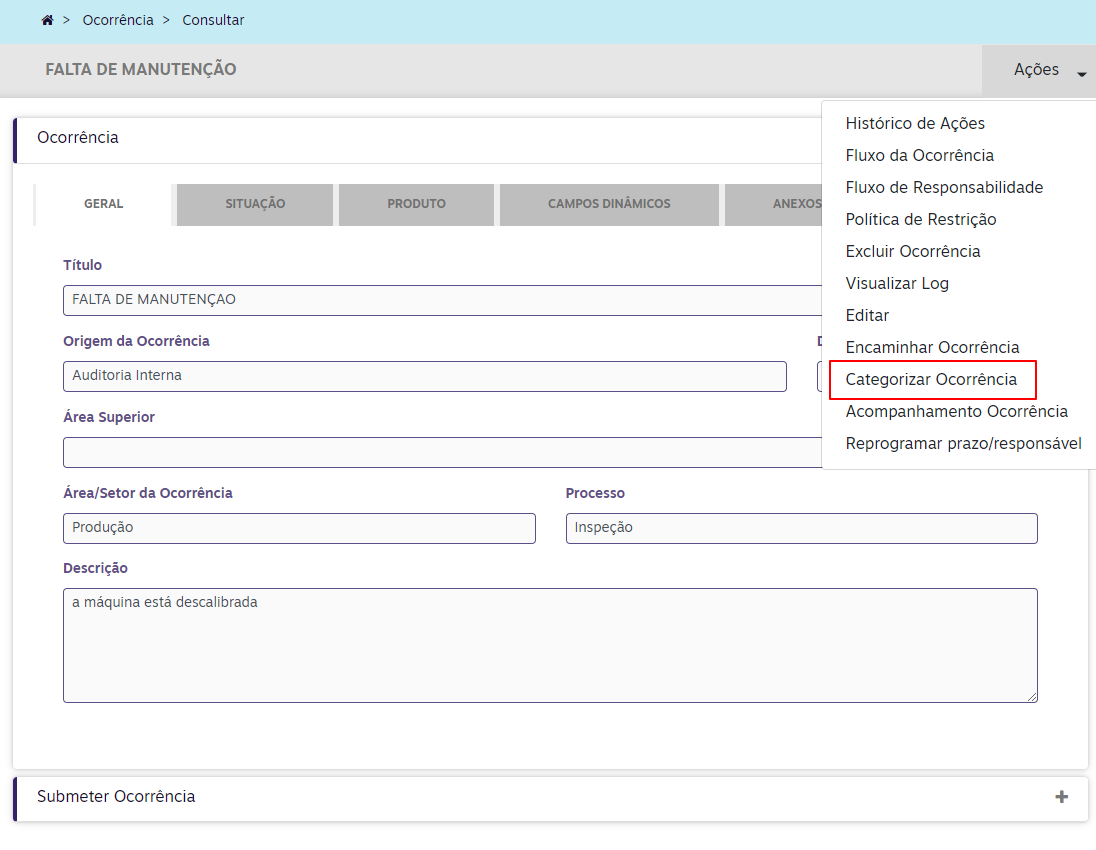 > Ocorrência > Consultar
FALTA DE MANUTENÇÃO
Ações
Histórico de Ações
Fluxo da Ocorrência
Fluxo de Responsabilidade
Política de Restrição
Excluir Ocorrência
Visualizar Log
Editar
Encaminhar Ocorrência
Categorizar Ocorrência
Acompanhamento Ocorrência
Reprogramar prazo/responsável
Ocorrência
GERAL SITUAÇÃO PRODUTO CAMPOS DINÂMICOS ANEXOS
Título
FALTA DE MANUTENÇAO
Origem da Ocorrência
Auditoria Interna
Área Superior
Área/Setor da Ocorrência Processo
Produção Inspeção
Descrição
a máquina está descalibrada
Submeter Ocorrência +